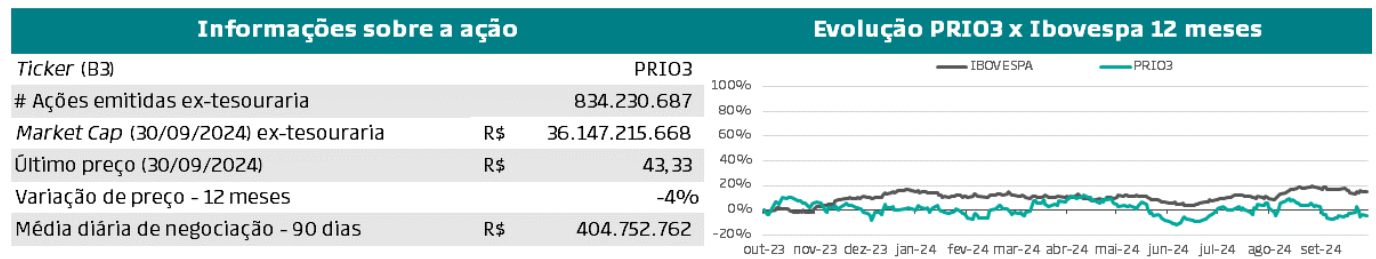 Informações sobre a ação
Ticker (B3) PRIO3
# Ações emitidas ex-tesouraria 834.230.687
Market Cap (30/09/2024) ex-tesouraria R$ 36.147.215.668
Último preço (30/09/2024) R$ 43,33
Variação de preço - 12 meses -4%
Média diária de negociação - 90 dias R$ 404.752.762
Evolução PRIO3 x Ibovespa 12 meses
IBOVESPA PRIO3
100%
80%
60%
40%
20%
0%
-20%
out-23 nov-23 dez-23 jan-24 fev-24 mar-24 abr-24 mai-24 jun-24 jul-24 ago-24 set-24